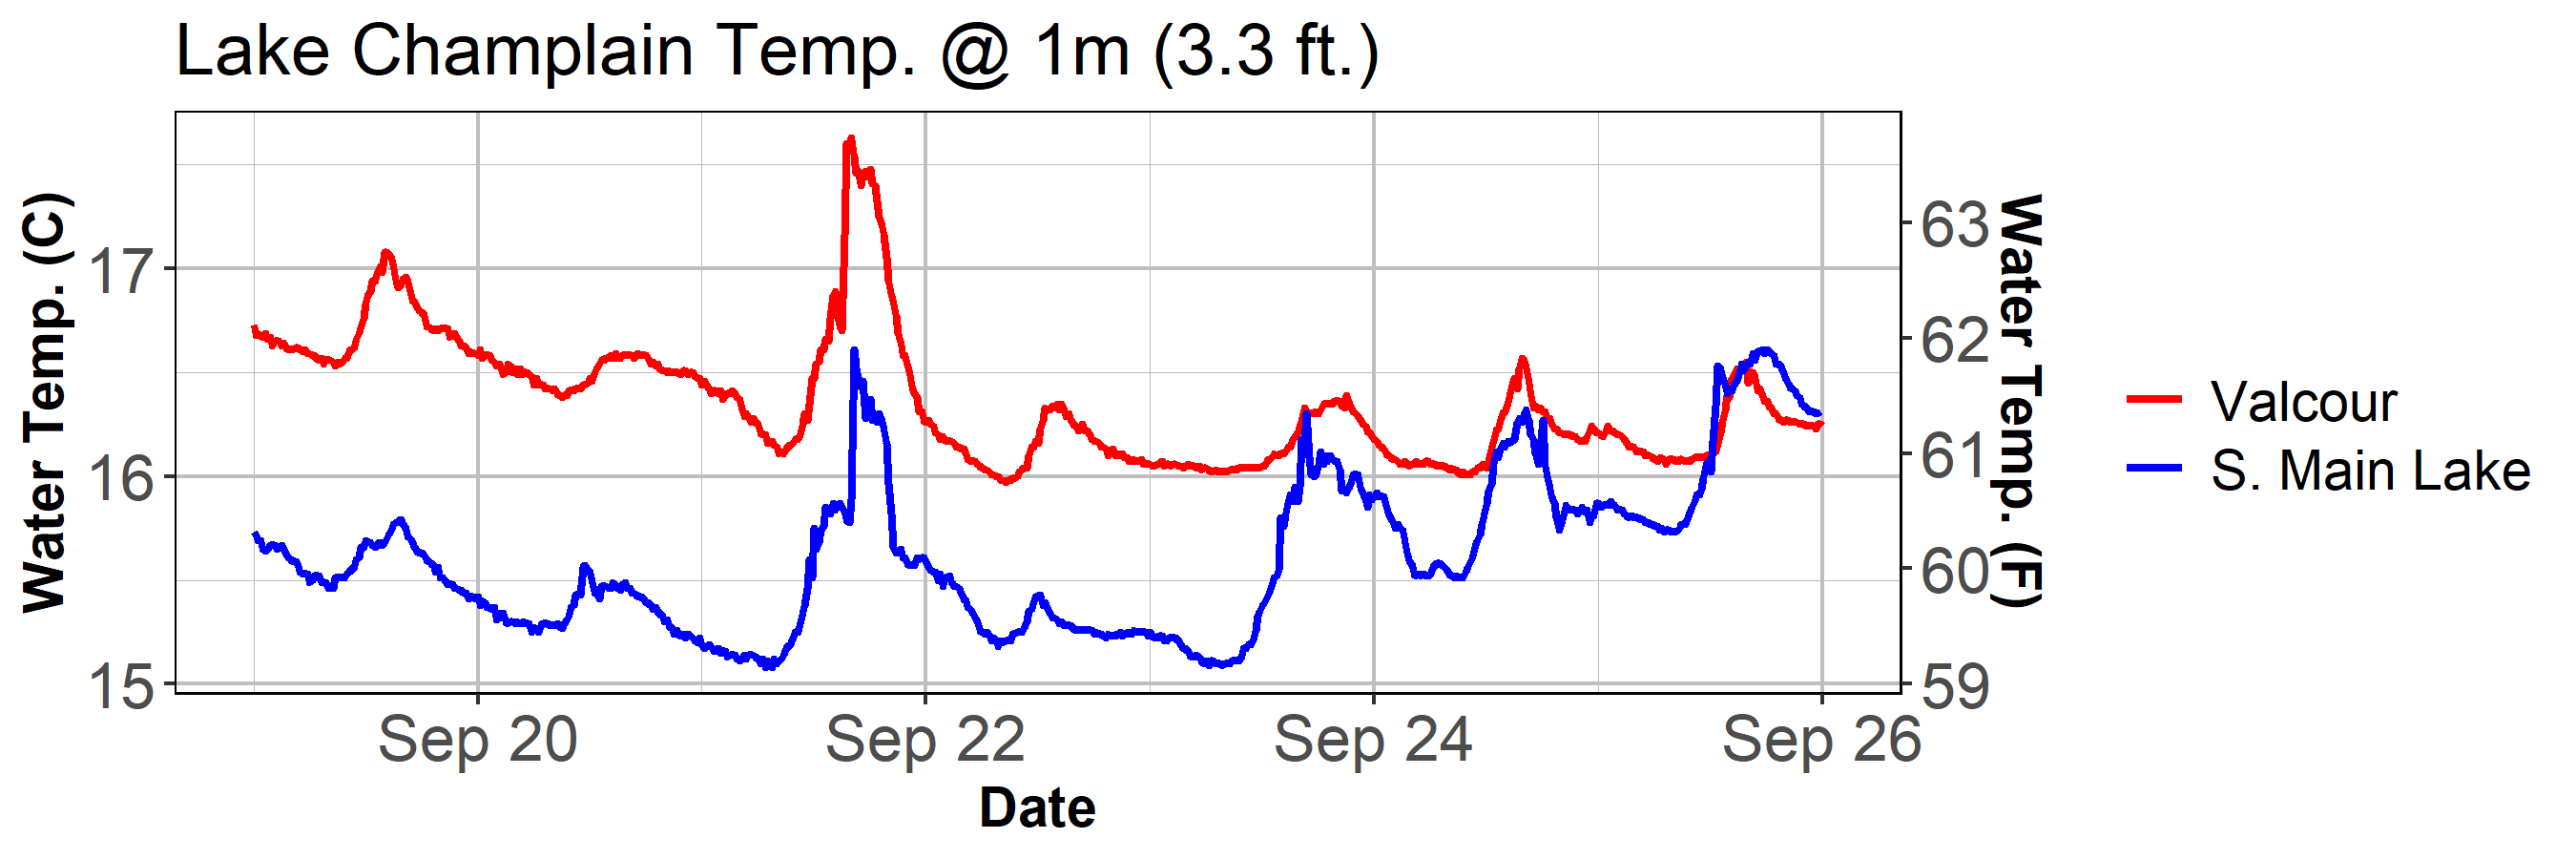 Lake Champlain Temp. @ 1m (3.3 ft.)
Water Temp. (C)
17
16
15
63
62
61
60
59
Water Temp. (F)
Sep 20
Sep 22
Sep 24
Sep 26
Date
Valcour
S. Main Lake